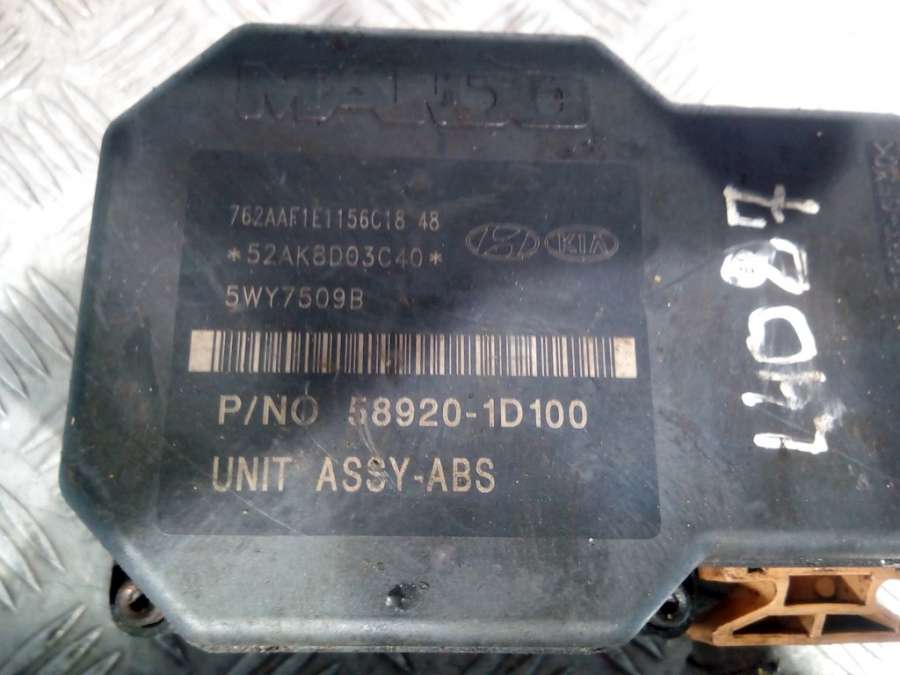 MANDO
762AAF1E1156C18 48
*52AK8D03C40*
KIA
5WY7509B
P/NO 58920-1D100
UNIT ASSY-ABS